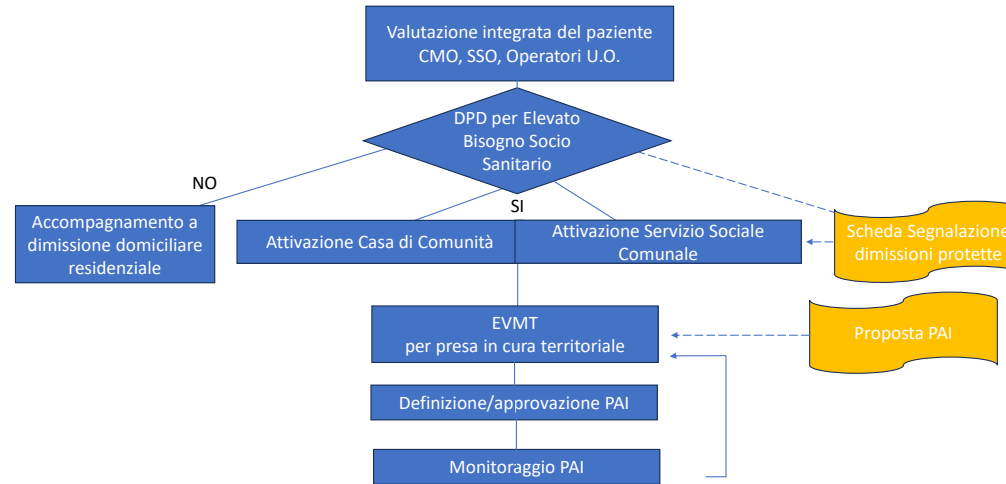 Valutazione integrata del paziente
CMO, SSO, Operatori U.O.
DPD per Elevato
Bisogno Socio
Sanitario
NO
SI
Accompagnamento a
dimissione domiciliare
residenziale
Attivazione Casa di Comunità
Attivazione Servizio Sociale
Comunale
Scheda Segnalazione
dimissioni protette
EVMT
per presa in cura territoriale
Proposta PAI
Definizione/approvazione PAI
Monitoraggio PAI